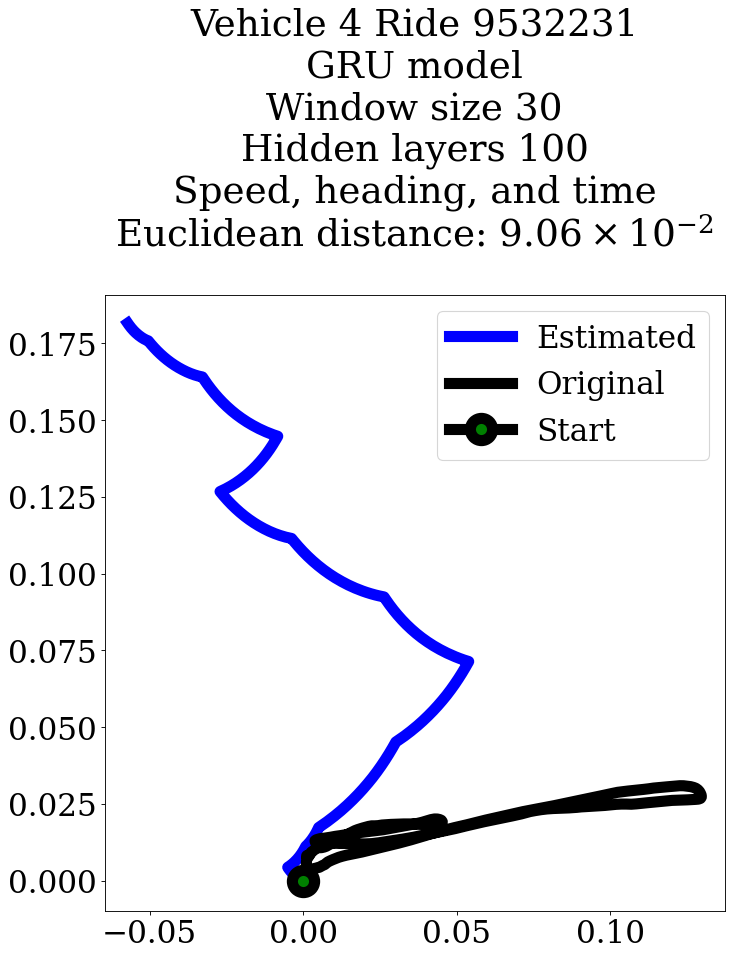 Vehicle 4 Ride 9532231
GRU model
Window size 30
Hidden layers 100
Speed, heading, and time
Euclidean distance: 9.06 × 10⁻²
Estimated
Original
Start
0.175
0.150
0.125
0.100
0.075
0.050
0.025
0.000
−0.05 0.00 0.05 0.10